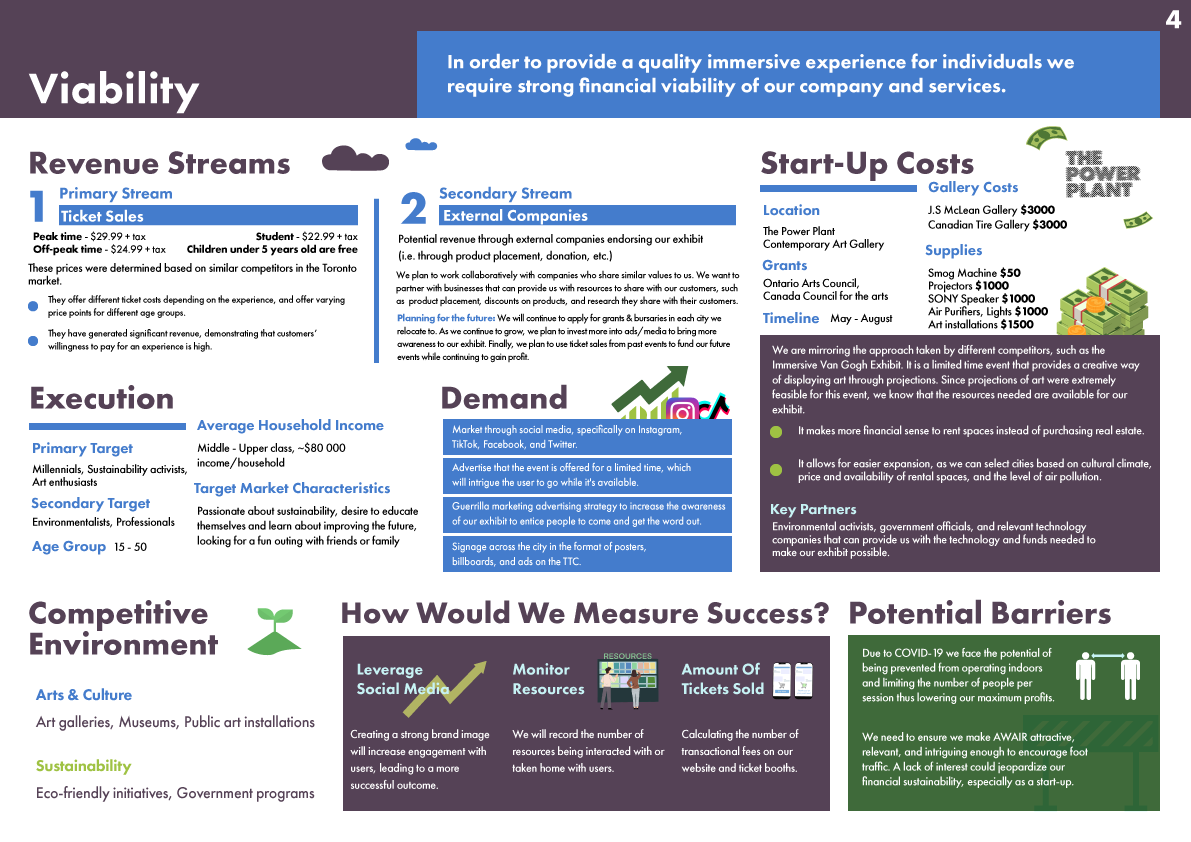 4
Viability
In order to provide a quality immersive experience for individuals we
require strong financial viability of our company and services.
Revenue Streams
1
Primary Stream
Ticket Sales
Peak time - $29.99 + tax
Student - $22.99 + tax
Off-peak time - $24.99 + tax
Children under 5 years old are free
These prices were determined based on similar competitors in the Toronto
market.
They offer different ticket costs depending on the experience, and offer varying
price points for different age groups.
They have generated significant revenue, demonstrating that customers'
willingness to pay for an experience is high.
2
Secondary Stream
External Companies
Potential revenue through external companies endorsing our exhibit
(i.e. through product placement, donation, etc.)
We plan to work collaboratively with companies who share similar values to us. We want to
partner with businesses that can provide us with resources to share with our customers, such
as product placement, discounts on products, and research they share with their customers.
Planning for the future: We will continue to apply for grants & bursaries in each city we
relocate to. As we continue to grow, we plan to invest more into ads/media to bring more
awareness to our exhibit. Finally, we plan to use ticket sales from past events to fund our future
events while continuing to gain profit.
Start-Up Costs
THE
POWER
PLANT
Location
The Power Plant
Contemporary Art Gallery
Grants
Ontario Arts Council,
Canada Council for the arts
Timeline May - August
Gallery Costs
J.S McLean Gallery $3000
Canadian Tire Gallery $3000
Supplies
Smog Machine $50
Projectors $1000
SONY Speaker $1000
Air Purifiers, Lights $1000
Art installations $1500
We are mirroring the approach taken by different competitors, such as the
Immersive Van Gogh Exhibit. It is a limited time event that provides a creative way
of displaying art through projections. Since projections of art were extremely
feasible for this event, we know that the resources needed are available for our
exhibit.
It makes more financial sense to rent spaces instead of purchasing real estate.
It allows for easier expansion, as we can select cities based on cultural climate,
price and availability of rental spaces, and the level of air pollution.
Key Partners
Environmental activists, government officials, and relevant technology
companies that can provide us with the technology and funds needed to
make our exhibit possible.
Execution
Primary Target
Millennials, Sustainability activists,
Art enthusiasts
Secondary Target
Environmentalists, Professionals
Age Group 15 - 50
Average Household Income
Middle - Upper class, ~$80 000
income/household
Target Market Characteristics
Passionate about sustainability, desire to educate
themselves and learn about improving the future,
looking for a fun outing with friends or family
Demand
Market through social media, specifically on Instagram,
TikTok, Facebook, and Twitter.
Advertise that the event is offered for a limited time, which
will intrigue the user to go while it's available.
Guerrilla marketing advertising strategy to increase the awareness
of our exhibit to entice people to come and get the word out.
Signage across the city in the format of posters,
billboards, and ads on the TTC.
Competitive
Environment
Arts & Culture
Art galleries, Museums, Public art installations
Sustainability
Eco-friendly initiatives, Government programs
How Would We Measure Success?
Leverage
Social Media
Creating a strong brand image
will increase engagement with
users, leading to a more
successful outcome.
Monitor
Resources
RESOURCES
We will record the number of
resources being interacted with or
taken home with users.
Amount Of
Tickets Sold
Calculating the number of
transactional fees on our
website and ticket booths.
Potential Barriers
Due to COVID-19 we face the potential of
being prevented from operating indoors
and limiting the number of people per
session thus lowering our maximum profits.
We need to ensure we make AWAIR attractive,
relevant, and intriguing enough to encourage foot
traffic. A lack of interest could jeopardize our
financial sustainability, especially as a start-up.